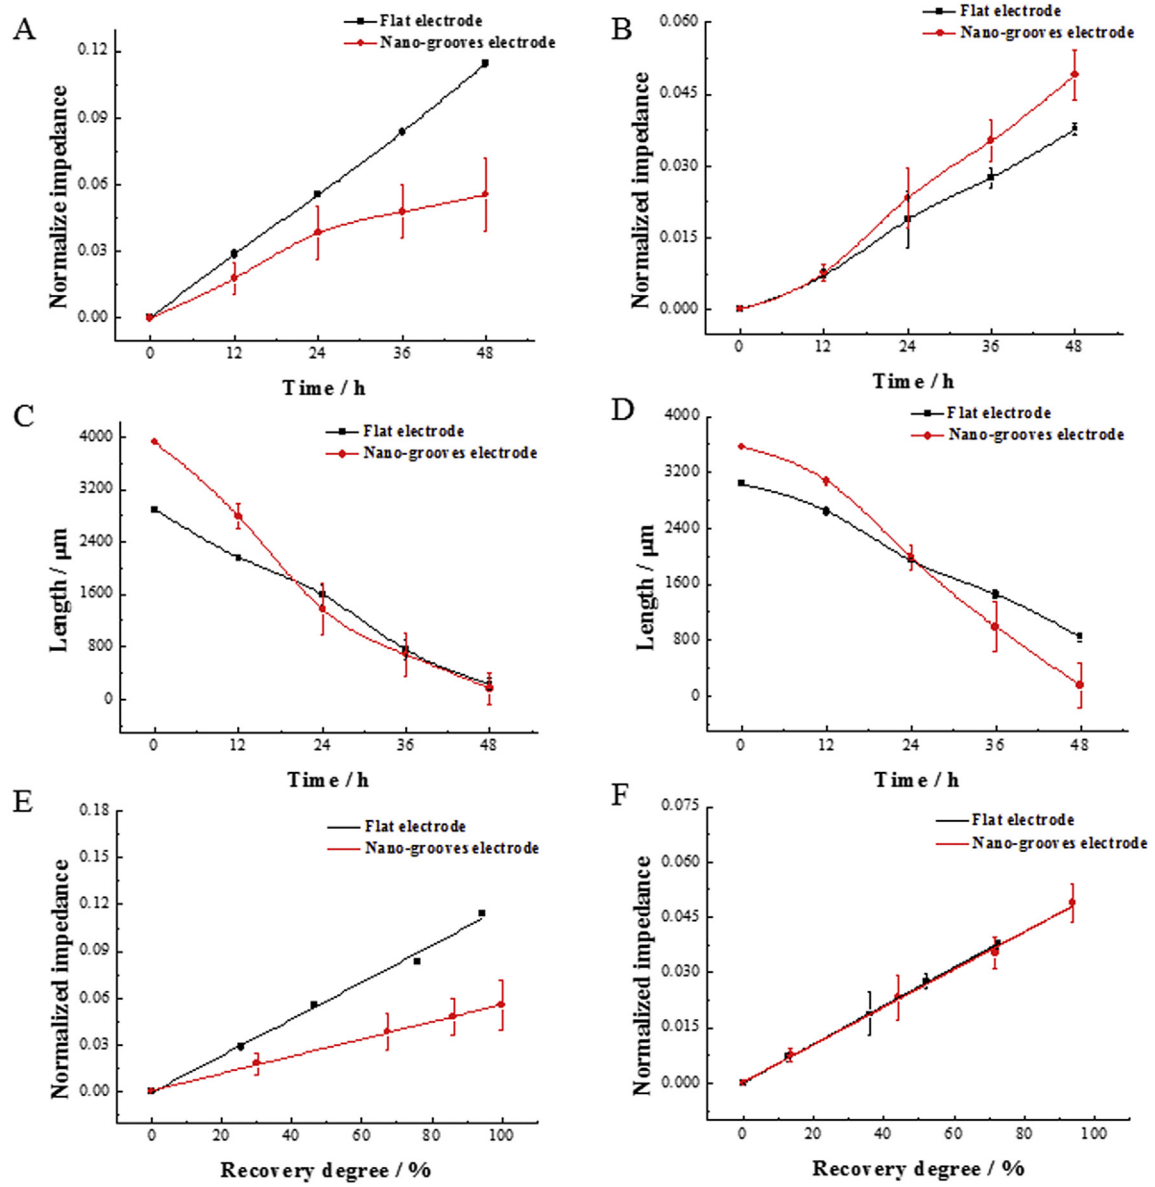 A
Flat electrode
Nano-grooves electrode
Normalize impedance
0.12
0.09
0.06
0.03
0.00
0 12 24 36 48
Time / h
B
Flat electrode
Nano-grooves electrode
Normalized impedance
0.060
0.045
0.030
0.015
0.000
0 12 24 36 48
Time / h
C
Flat electrode
Nano-grooves electrode
Length / μm
4000
3200
2400
1600
800
0
0 12 24 36 48
Time / h
D
Flat electrode
Nano-grooves electrode
Length / μm
4000
3200
2400
1600
800
0
0 12 24 36 48
Time / h
E
Flat electrode
Nano-grooves electrode
Normalized impedance
0.18
0.15
0.12
0.09
0.06
0.03
0.00
0 20 40 60 80 100
Recovery degree / %
F
Flat electrode
Nano-grooves electrode
Normalized impedance
0.075
0.060
0.045
0.030
0.015
0.000
0 20 40 60 80 100
Recovery degree / %